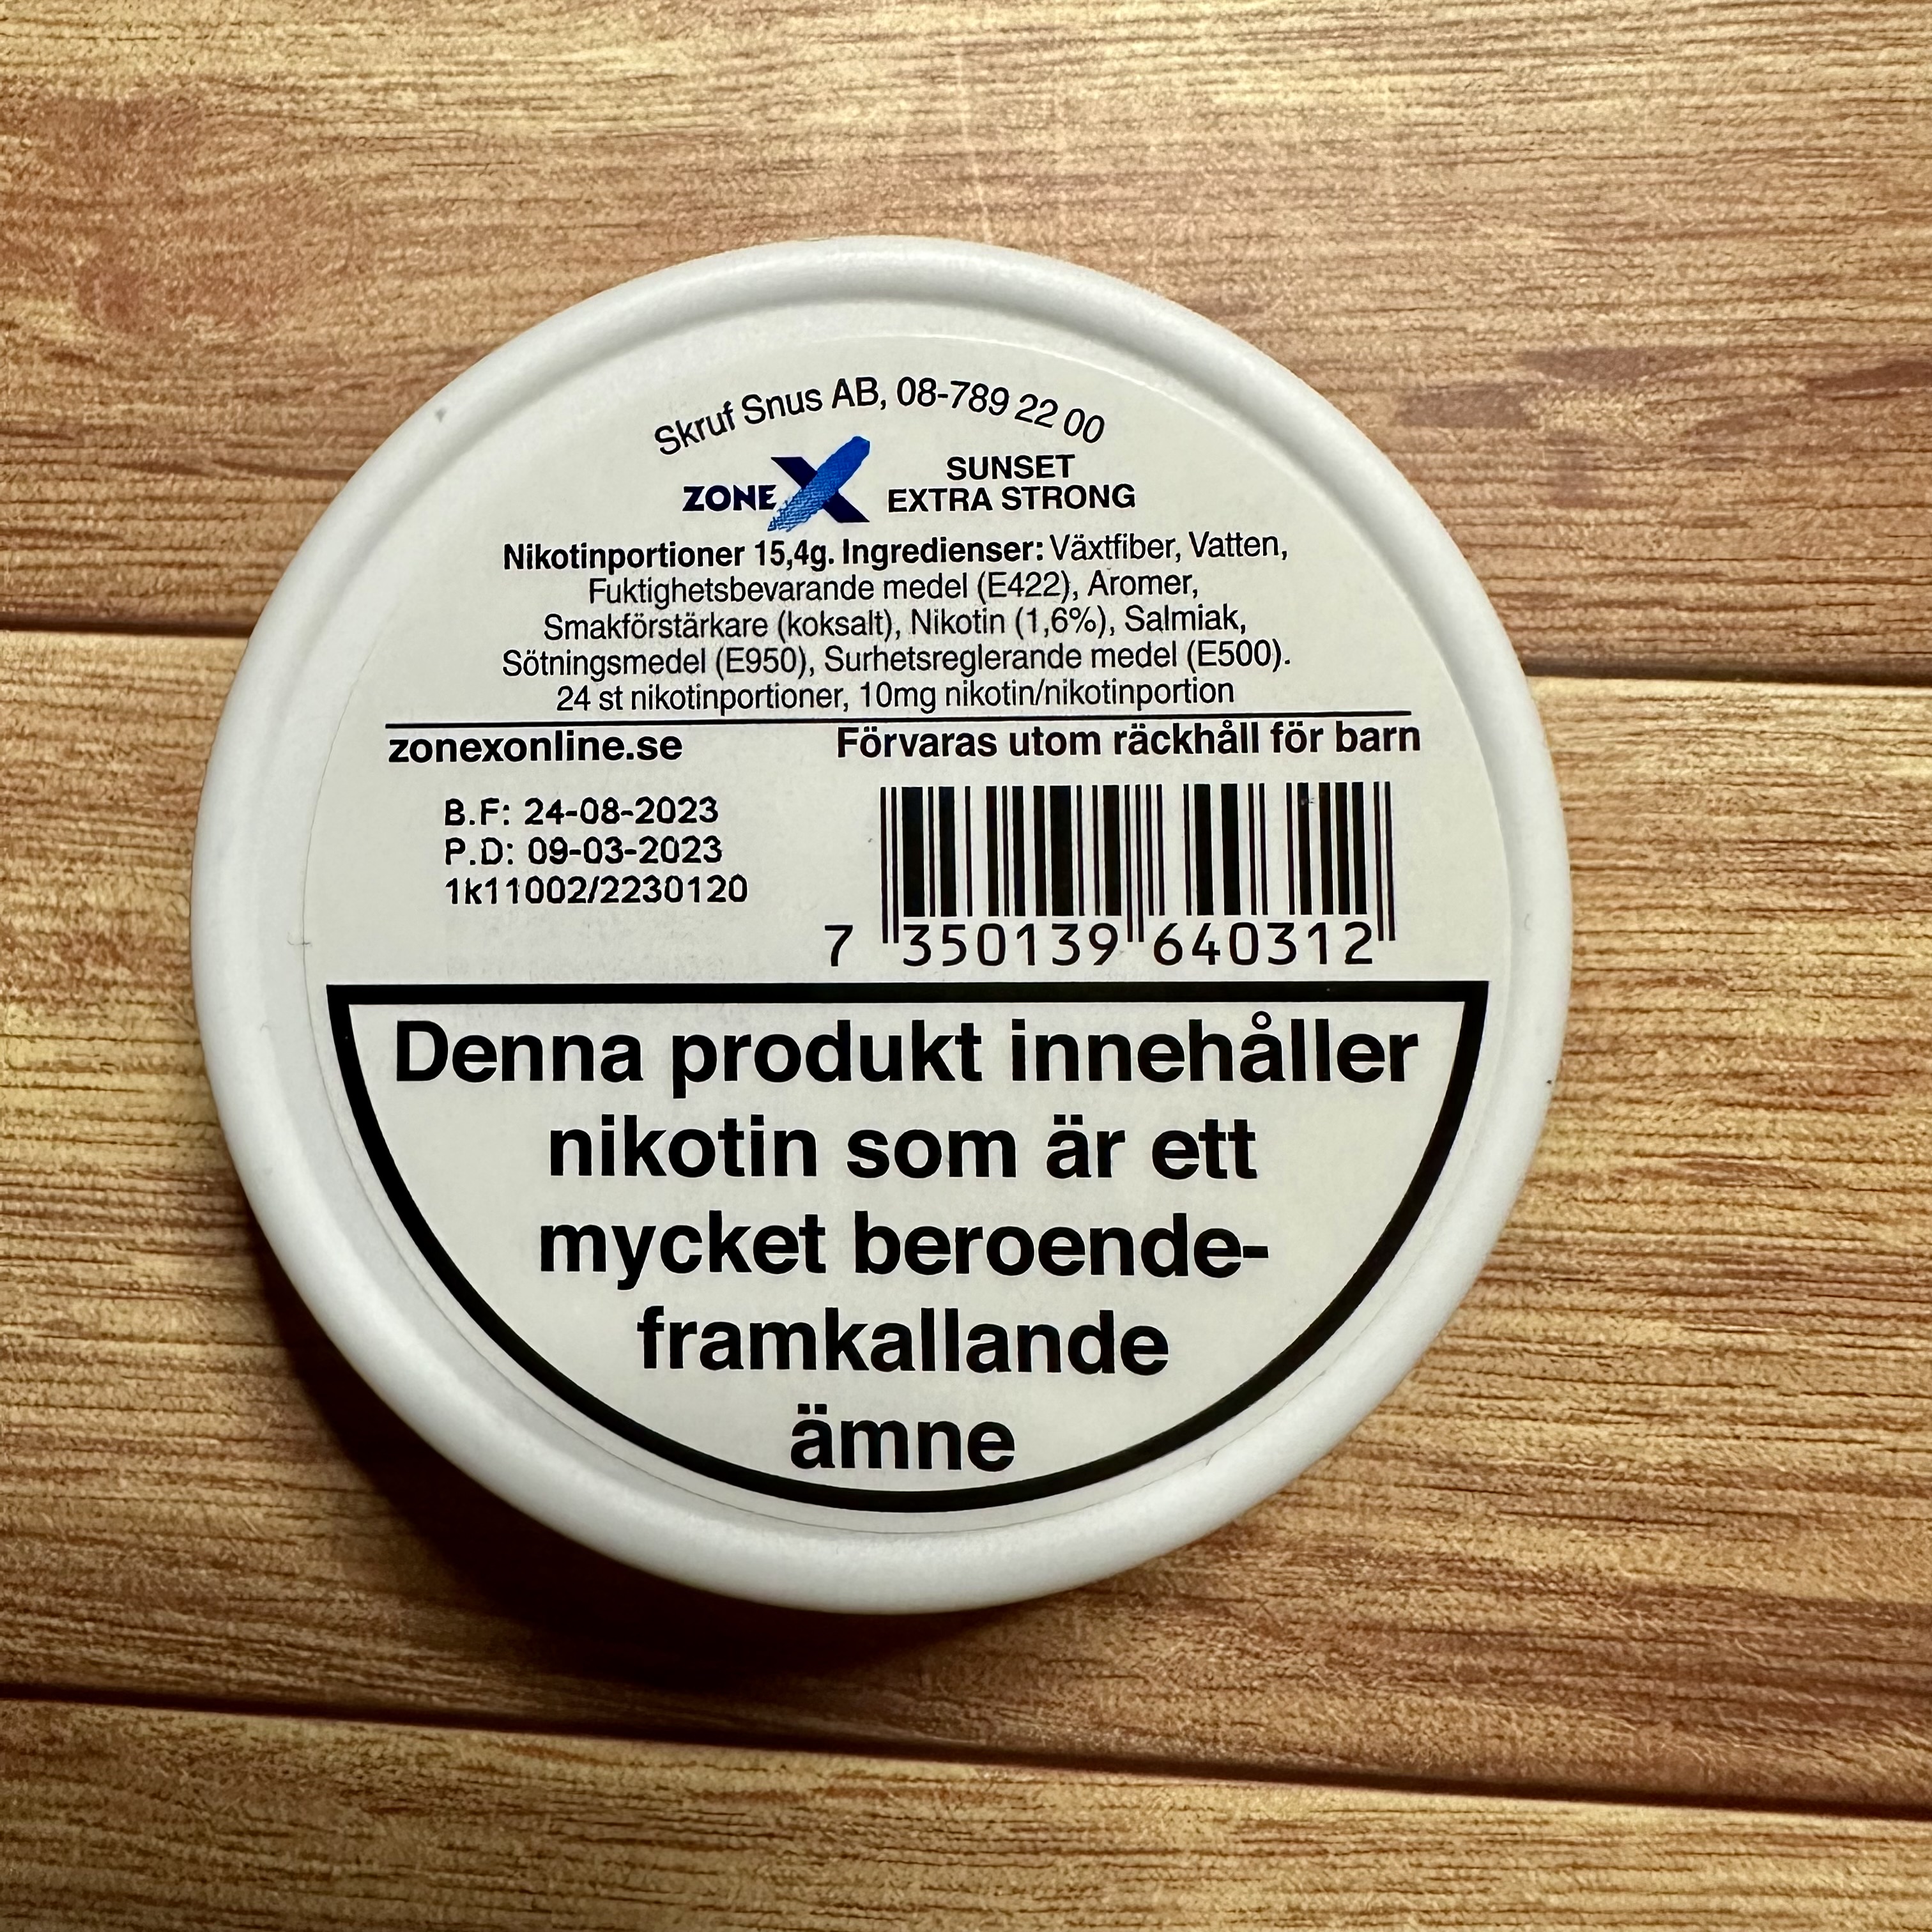 Skruf Snus AB, 08-789 22 00
ZONE X SUNSET
EXTRA STRONG
Nikotinportioner 15,4g. Ingredienser: Växtfiber, Vatten,
Fuktighetsbevarande medel (E422), Aromer,
Smakförstärkare (koksalt), Nikotin (1,6%), Salmiak,
Sötningsmedel (E950), Surhetsreglerande medel (E500).
24 st nikotinportioner, 10mg nikotin/nikotinportion
zonexonline.se Förvaras utom räckhåll för barn
B.F: 24-08-2023
P.D: 09-03-2023
1k11002/2230120
7 350139 640312
Denna produkt innehåller
nikotin som är ett
mycket beroende-
framkallande
ämne